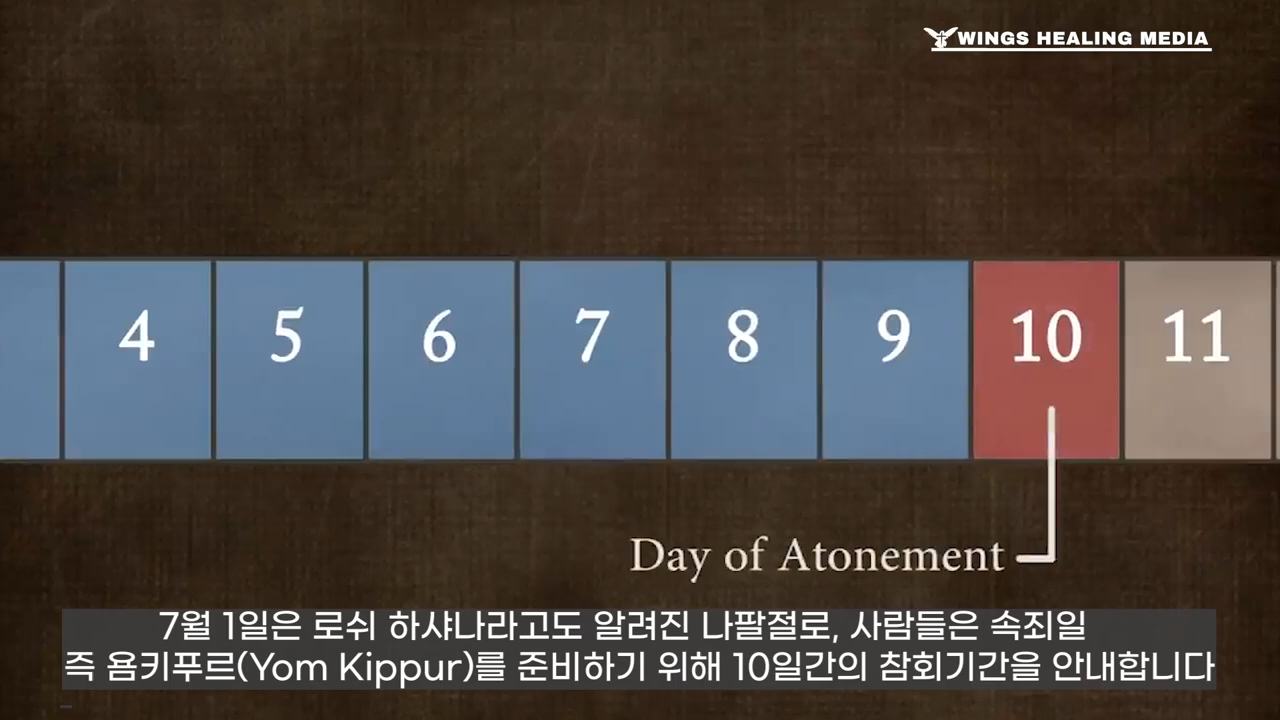 WINGS HEALING MEDIA
4 5 6 7 8 9 10 11
Day of Atonement
7월 1일은 로쉬 하샤나라고도 알려진 나팔절로, 사람들은 속죄일
즉 욤키푸르(Yom Kippur)를 준비하기 위해 10일간의 참회기간을 안내합니다